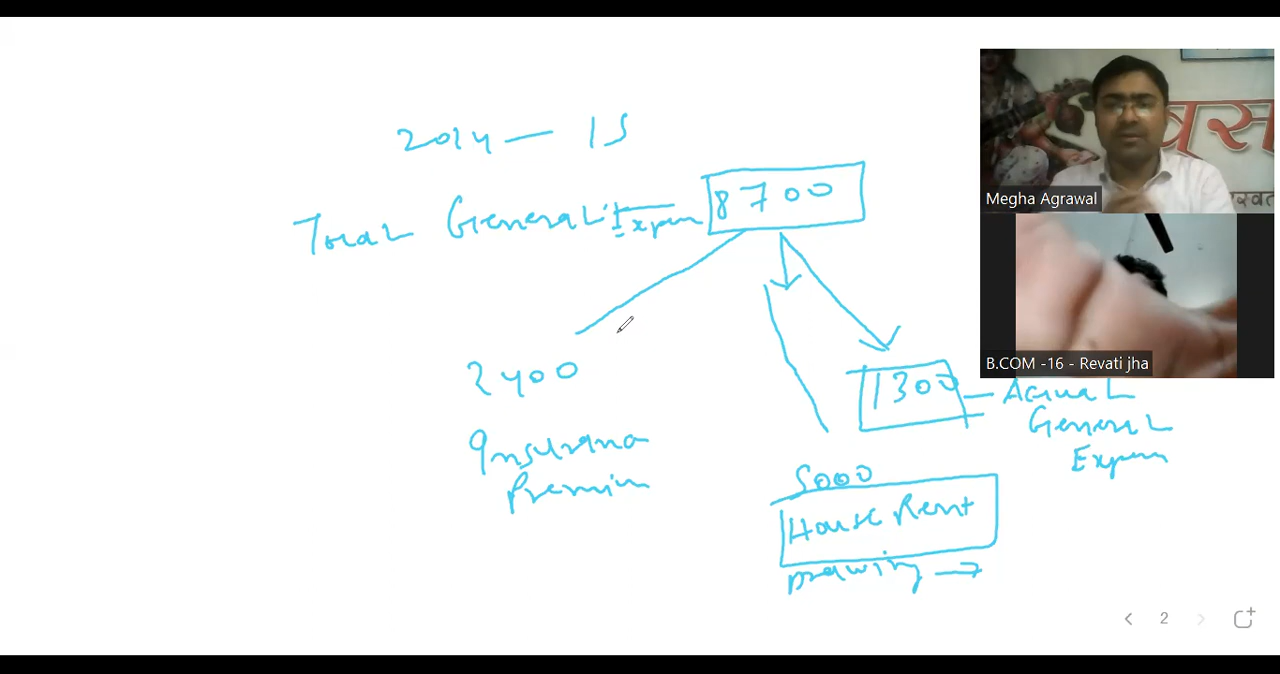 2014 — 15
Total General Expen 8700
Megha Agrawal
B.COM -16 - Revati jha
2400
1300 — Actual
General
Expen
Insurana
Premium
5000
House Rent
Drawing →
2